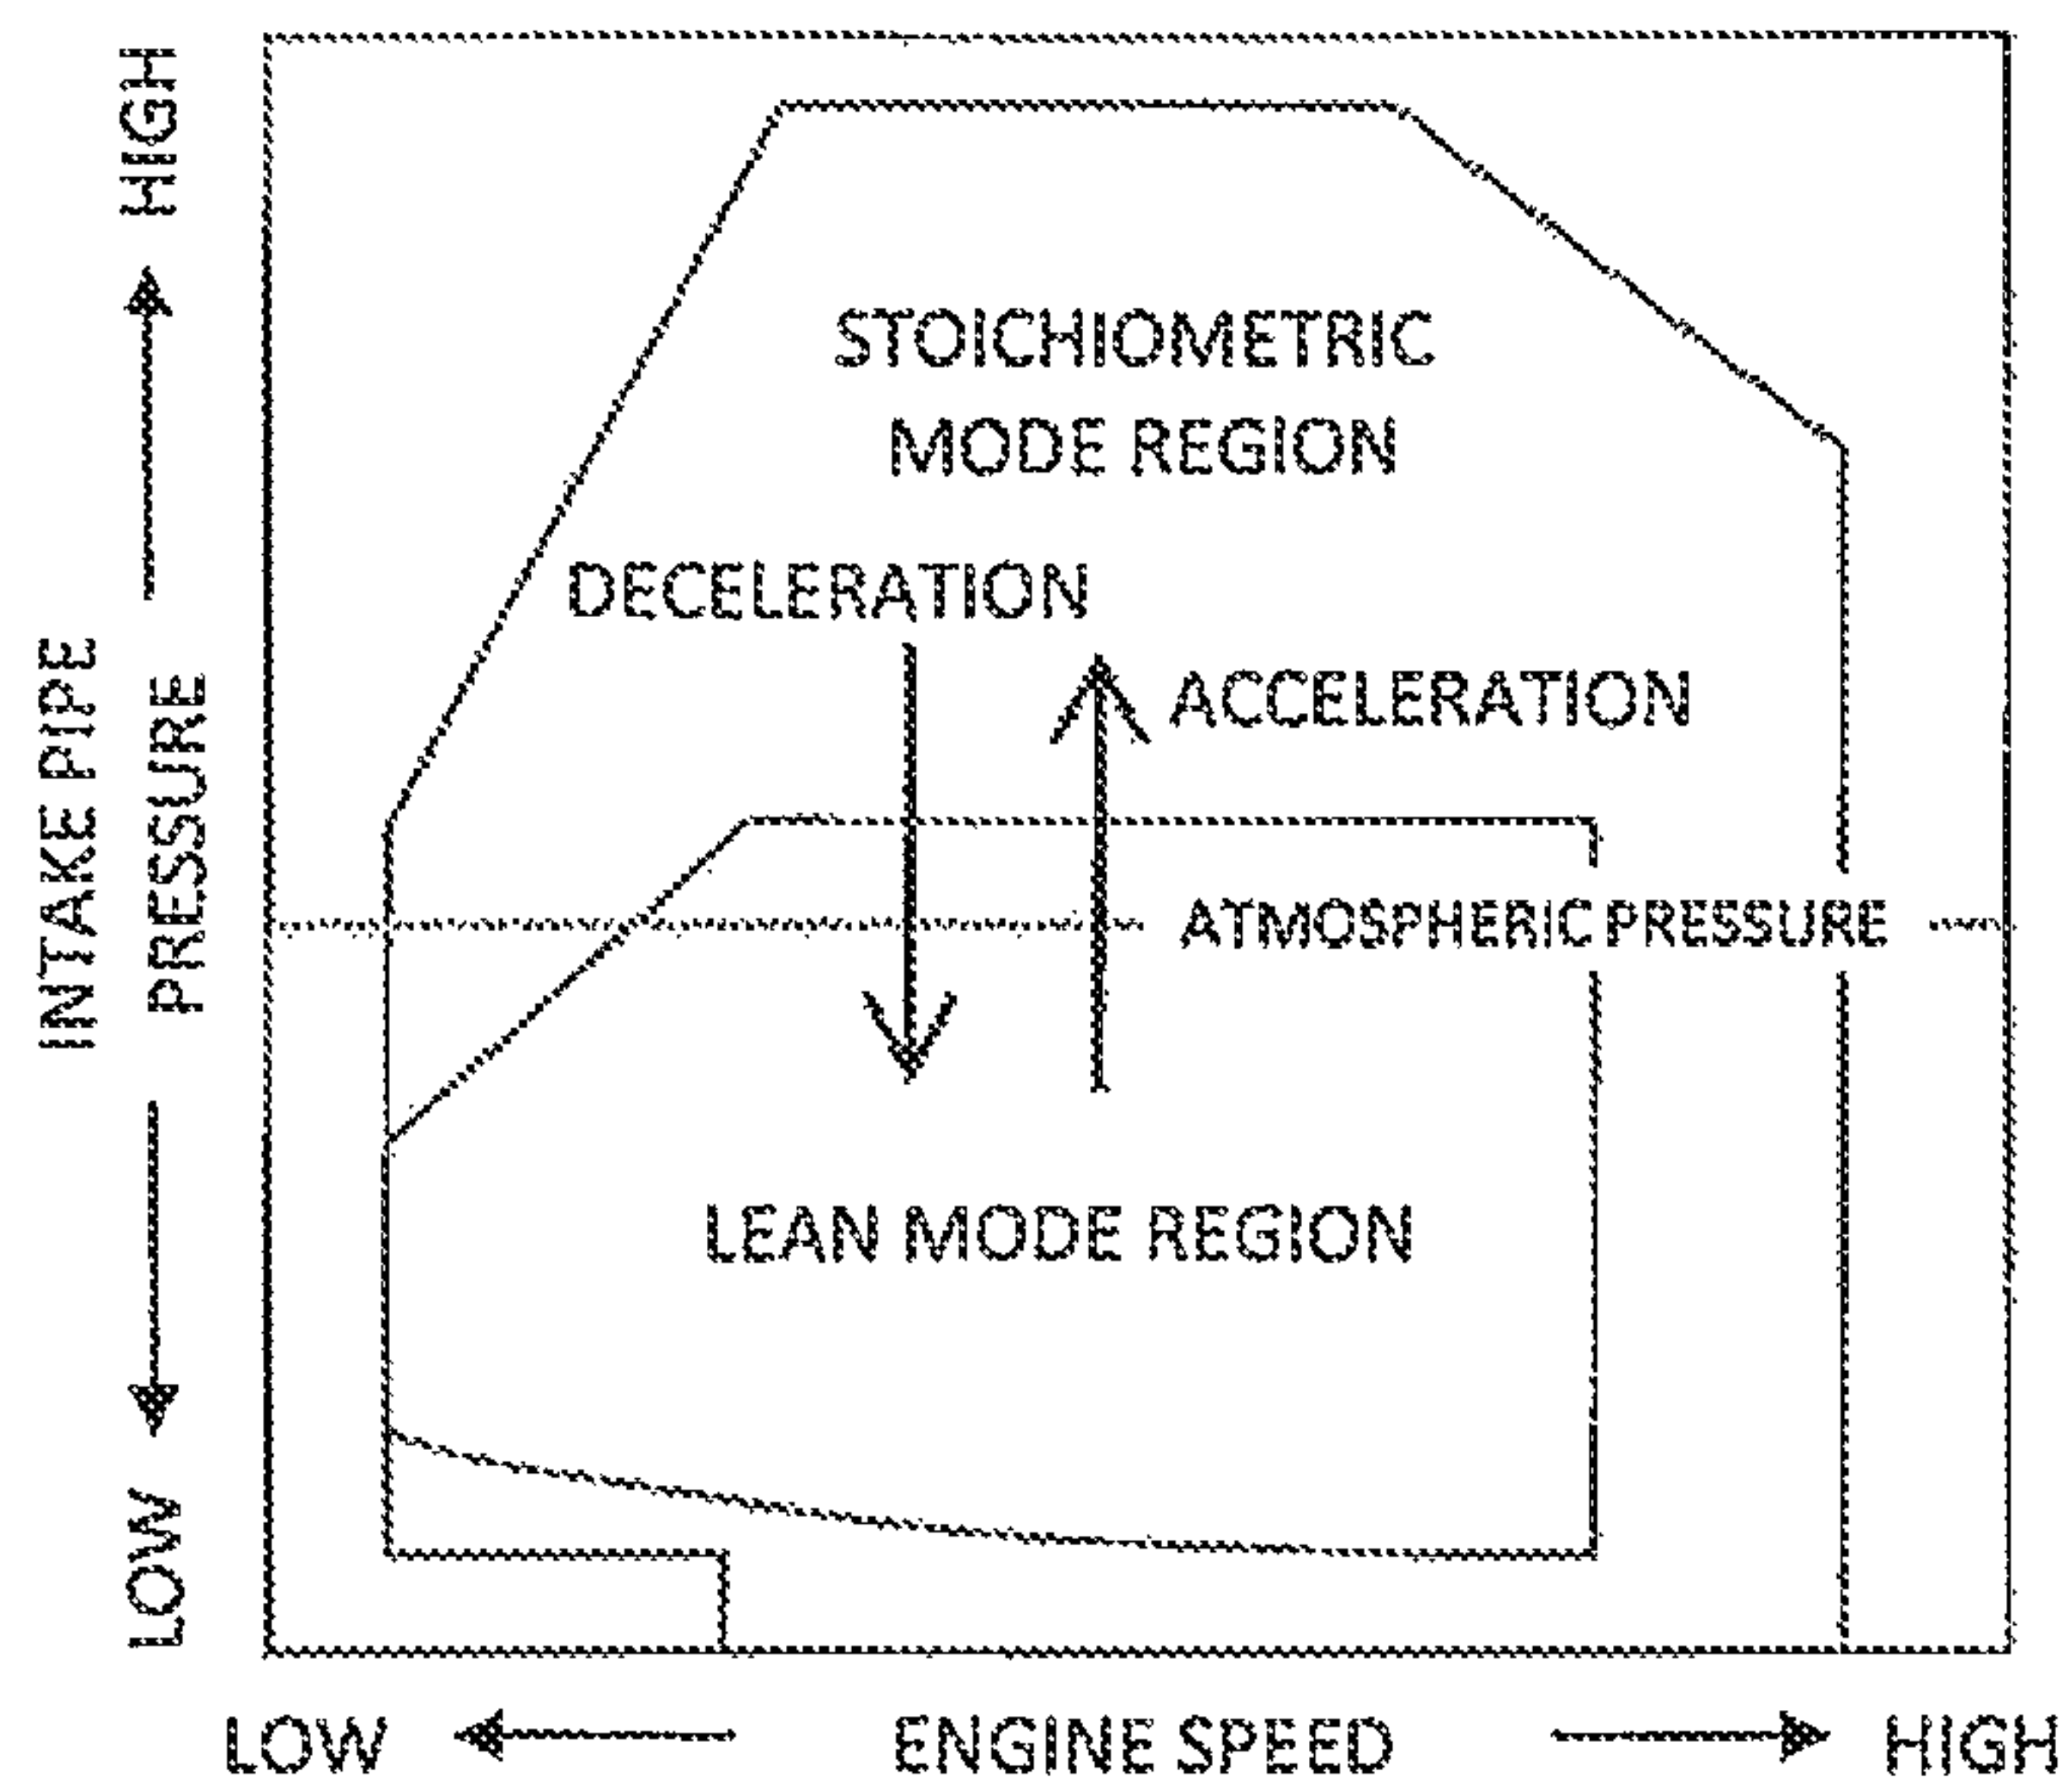 HIGH
INTAKE PIPE
PRESSURE
LOW
STOICHIOMETRIC
MODE REGION
DECELERATION
ACCELERATION
ATMOSPHERIC PRESSURE
LEAN MODE REGION
LOW
ENGINE SPEED
HIGH